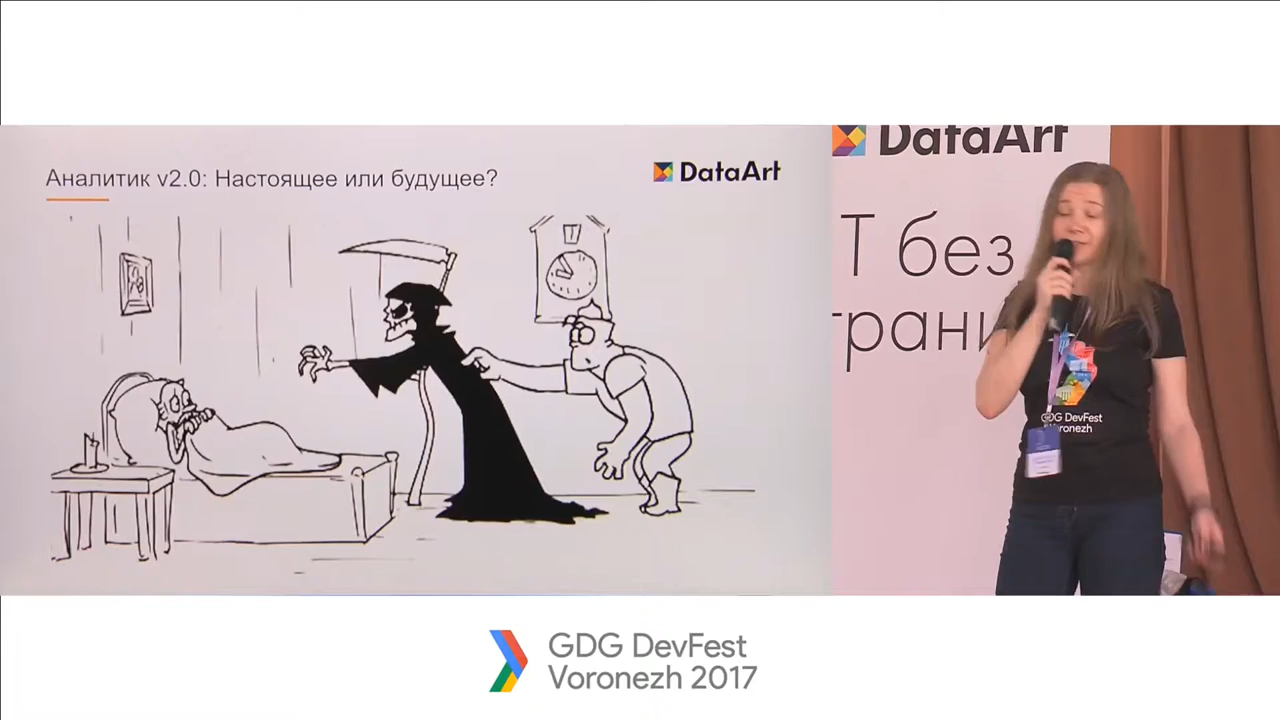 Аналитик v2.0: Настоящее или будущее?
DataArt
DataArt
T без
грани
GDG DevFest
Voronezh
GDG DevFest
Voronezh 2017